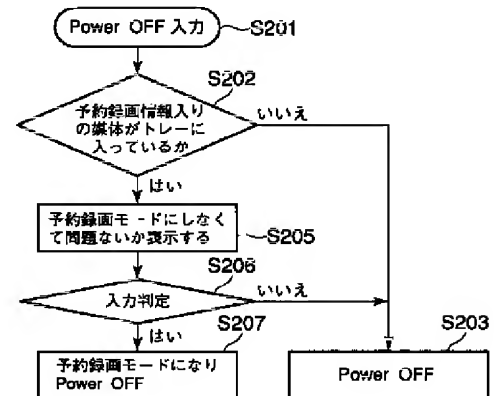 Power OFF 入力
S201
S202
予約録画情報入り
の媒体がトレーに
入っているか
いいえ
はい
予約録画モードにしなく
て問題ないか表示する
S205
S206
入力判定
いいえ
はい
S207
S203
予約録画モードになり
Power OFF
Power OFF